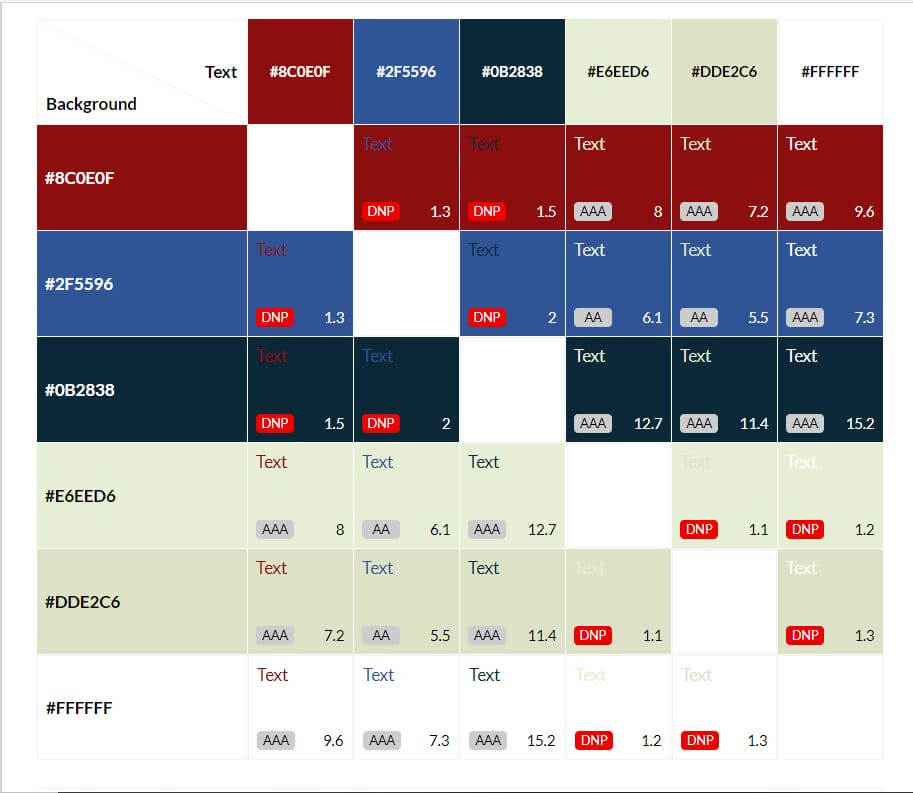 Text #8C0E0F #2F5596 #0B2838 #E6EED6 #DDE2C6 #FFFFFF
Background
#8C0E0F
Text Text Text Text Text
DNP 1.3 DNP 1.5 AAA 8 AAA 7.2 AAA 9.6
#2F5596
Text Text Text Text Text
DNP 1.3 DNP 2 AA 6.1 AA 5.5 AAA 7.3
#0B2838
Text Text Text Text Text
DNP 1.5 DNP 2 AAA 12.7 AAA 11.4 AAA 15.2
#E6EED6
Text Text Text Text Text
AAA 8 AA 6.1 AAA 12.7 DNP 1.1 DNP 1.2
#DDE2C6
Text Text Text Text Text
AAA 7.2 AA 5.5 AAA 11.4 DNP 1.1 DNP 1.3
#FFFFFF
Text Text Text Text Text
AAA 9.6 AAA 7.3 AAA 15.2 DNP 1.2 DNP 1.3